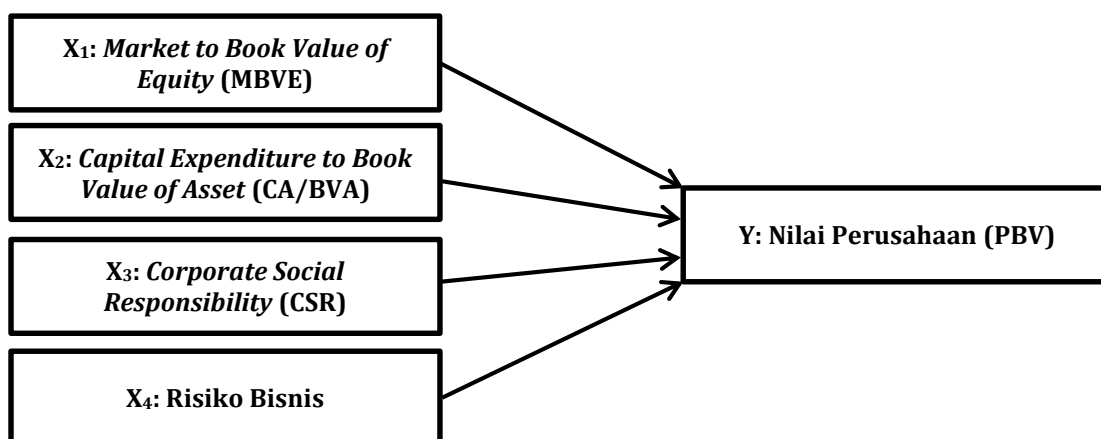 X₁: Market to Book Value of
Equity (MBVE)
X₂: Capital Expenditure to Book
Value of Asset (CA/BVA)
X₃: Corporate Social
Responsibility (CSR)
X₄: Risiko Bisnis
Y: Nilai Perusahaan (PBV)